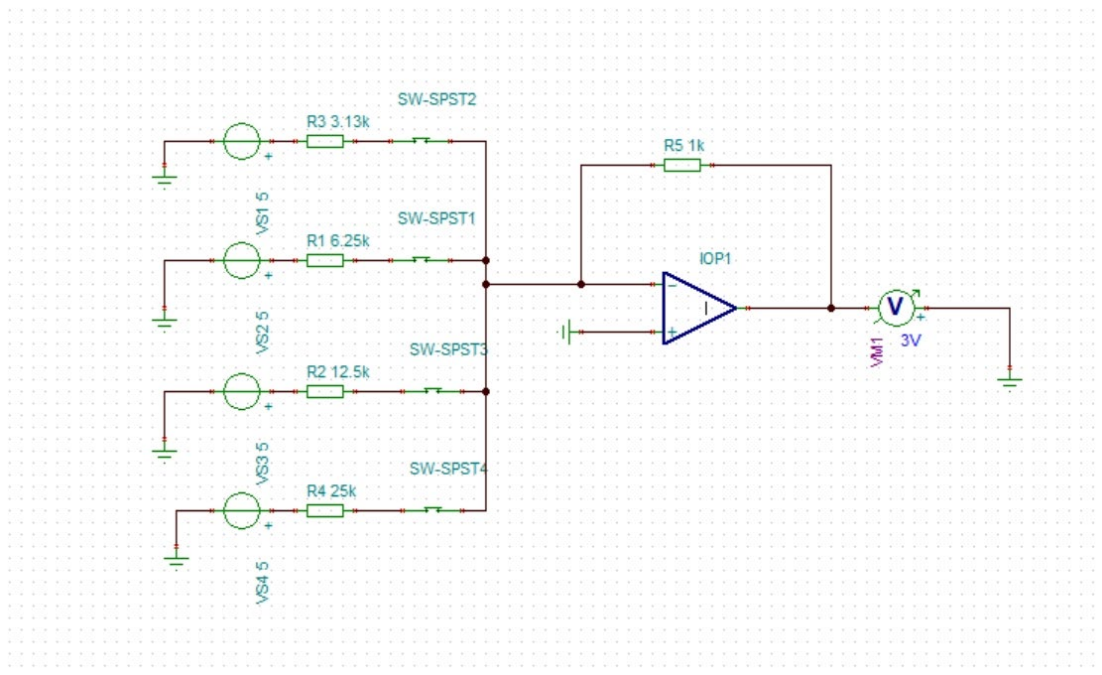 SW-SPST2
R3 3.13k
+
VS1 5
SW-SPST1
R1 6.25k
+
VS2 5
SW-SPST3
R2 12.5k
+
VS3 5
SW-SPST4
R4 25k
+
VS4 5
R5 1k
IOP1
−
+
I
V
+
VM1
3V